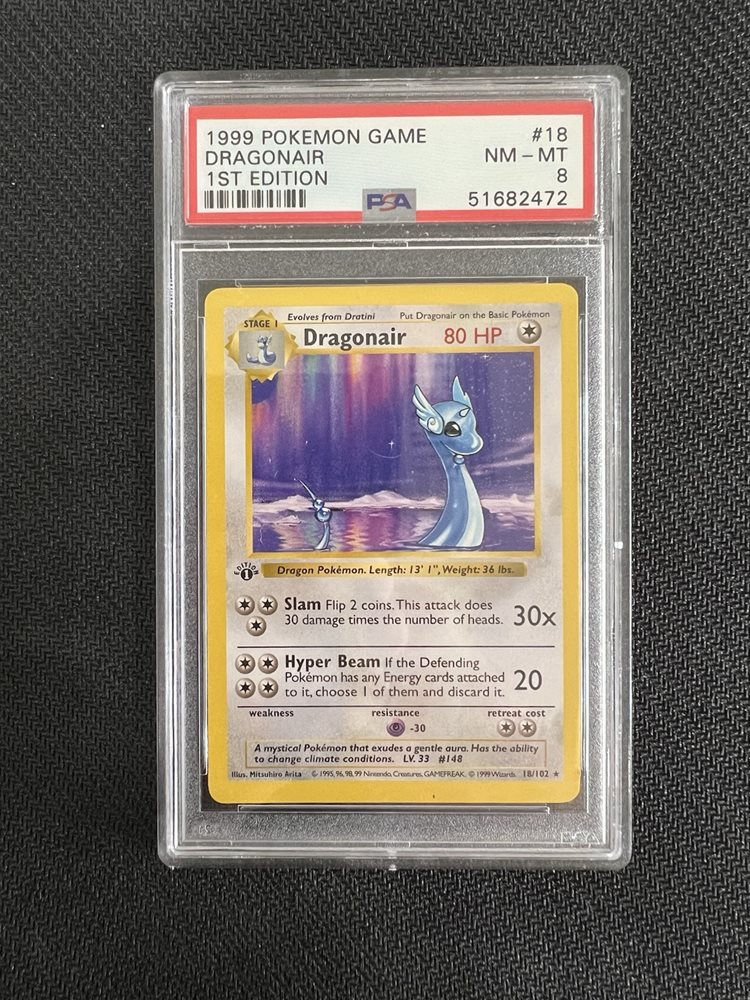 1999 POKEMON GAME #18
DRAGONAIR NM - MT
1ST EDITION 8
PSA 51682472
STAGE 1 Evolves from Dratini Put Dragonair on the Basic Pokémon
Dragonair 80 HP
EDITION 1
Dragon Pokémon. Length: 13' 1", Weight: 36 lbs.
Slam Flip 2 coins. This attack does
30 damage times the number of heads. 30x
Hyper Beam If the Defending
Pokémon has any Energy cards attached
to it, choose 1 of them and discard it. 20
weakness resistance retreat cost
-30
A mystical Pokémon that exudes a gentle aura. Has the ability
to change climate conditions. LV. 33 #148
Illus. Mitsuhiro Arita © 1995, 96, 98, 99 Nintendo, Creatures, GAMEFREAK. © 1999 Wizards. 18/102 ★